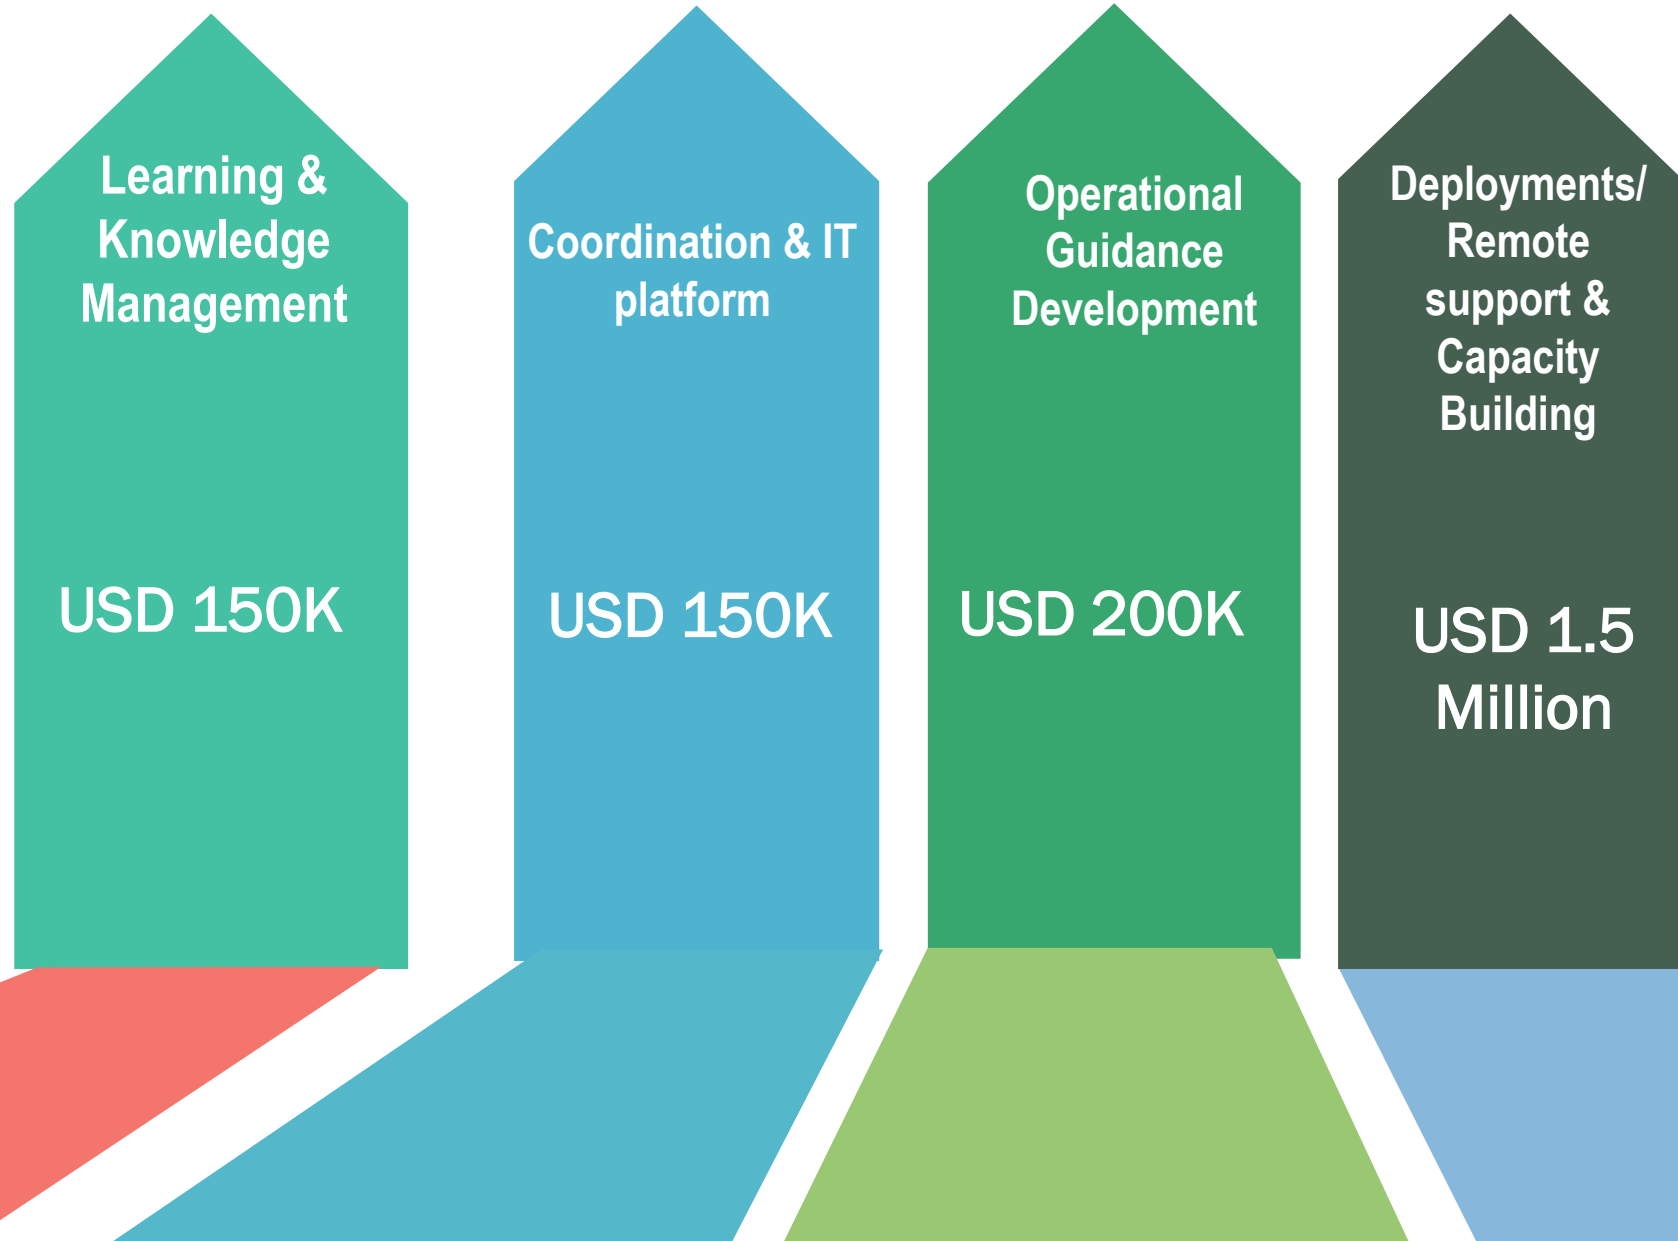 Learning &
Knowledge
Management
USD 150K
Coordination & IT
platform
USD 150K
Operational
Guidance
Development
USD 200K
Deployments/
Remote
support &
Capacity
Building
USD 1.5
Million